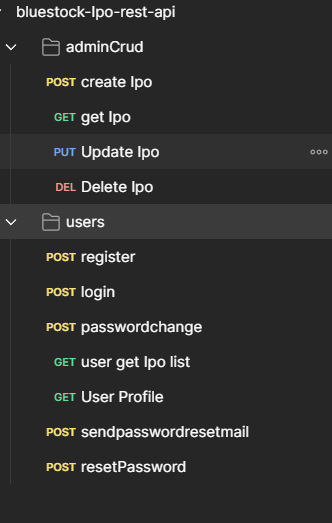 bluestock-Ipo-rest-api
adminCrud
POST create Ipo
GET get Ipo
PUT Update Ipo
DEL Delete Ipo
users
POST register
POST login
POST passwordchange
GET user get Ipo list
GET User Profile
POST sendpasswordresetmail
POST resetPassword